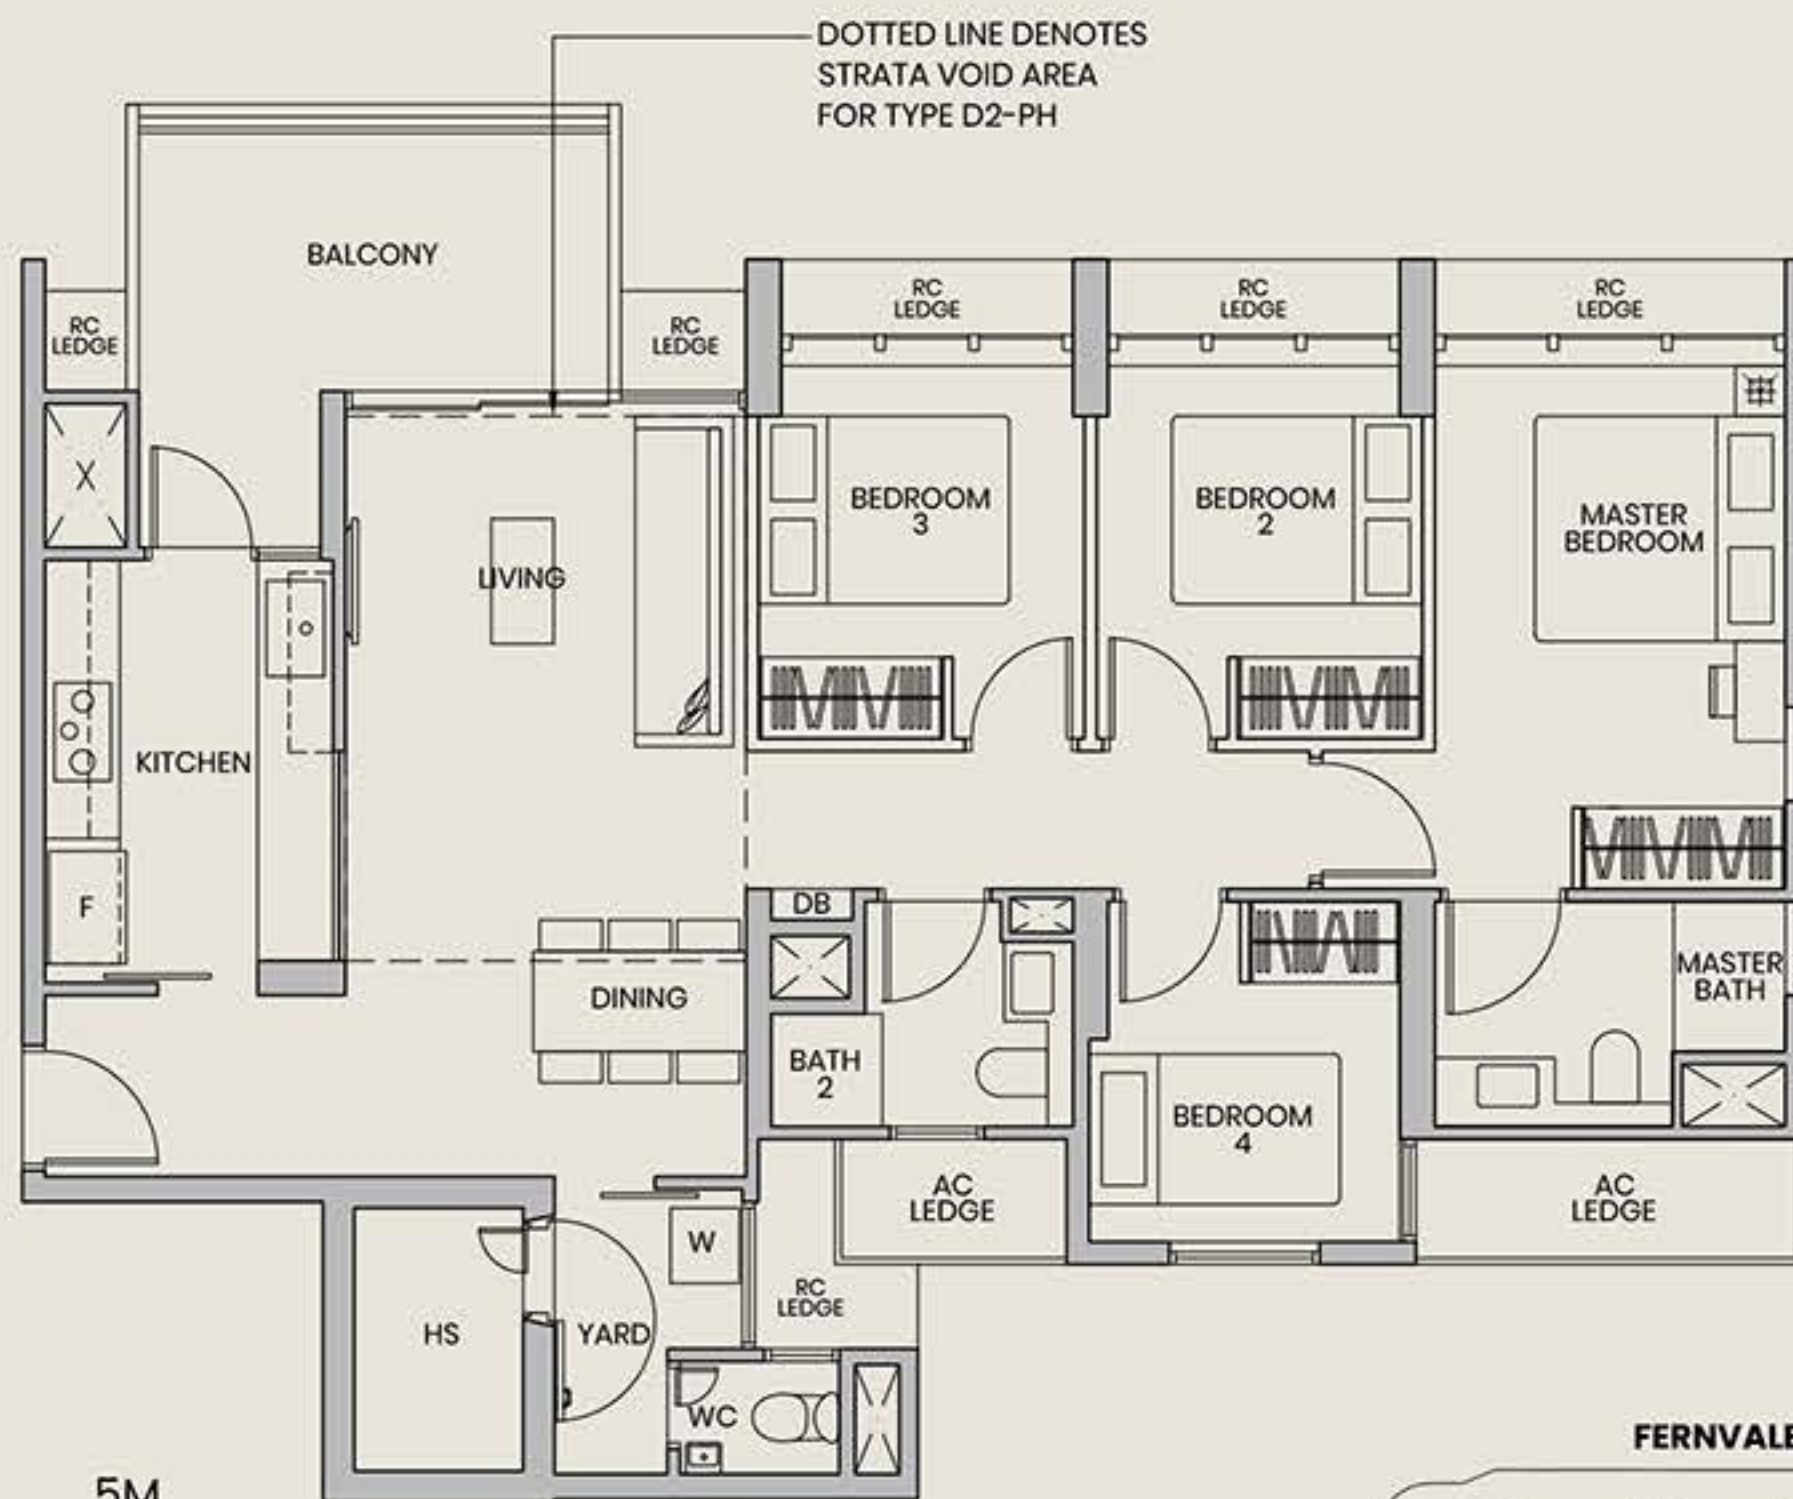 DOTTED LINE DENOTES
STRATA VOID AREA
FOR TYPE D2-PH
BALCONY
RC
LEDGE
RC
LEDGE
RC
LEDGE
RC
LEDGE
RC
LEDGE
X
BEDROOM
3
BEDROOM
2
MASTER
BEDROOM
LIVING
KITCHEN
F
DB
DINING
MASTER
BATH
BATH
2
BEDROOM
4
AC
LEDGE
AC
LEDGE
W
RC
LEDGE
HS
YARD
WC
FERNVALE
5M